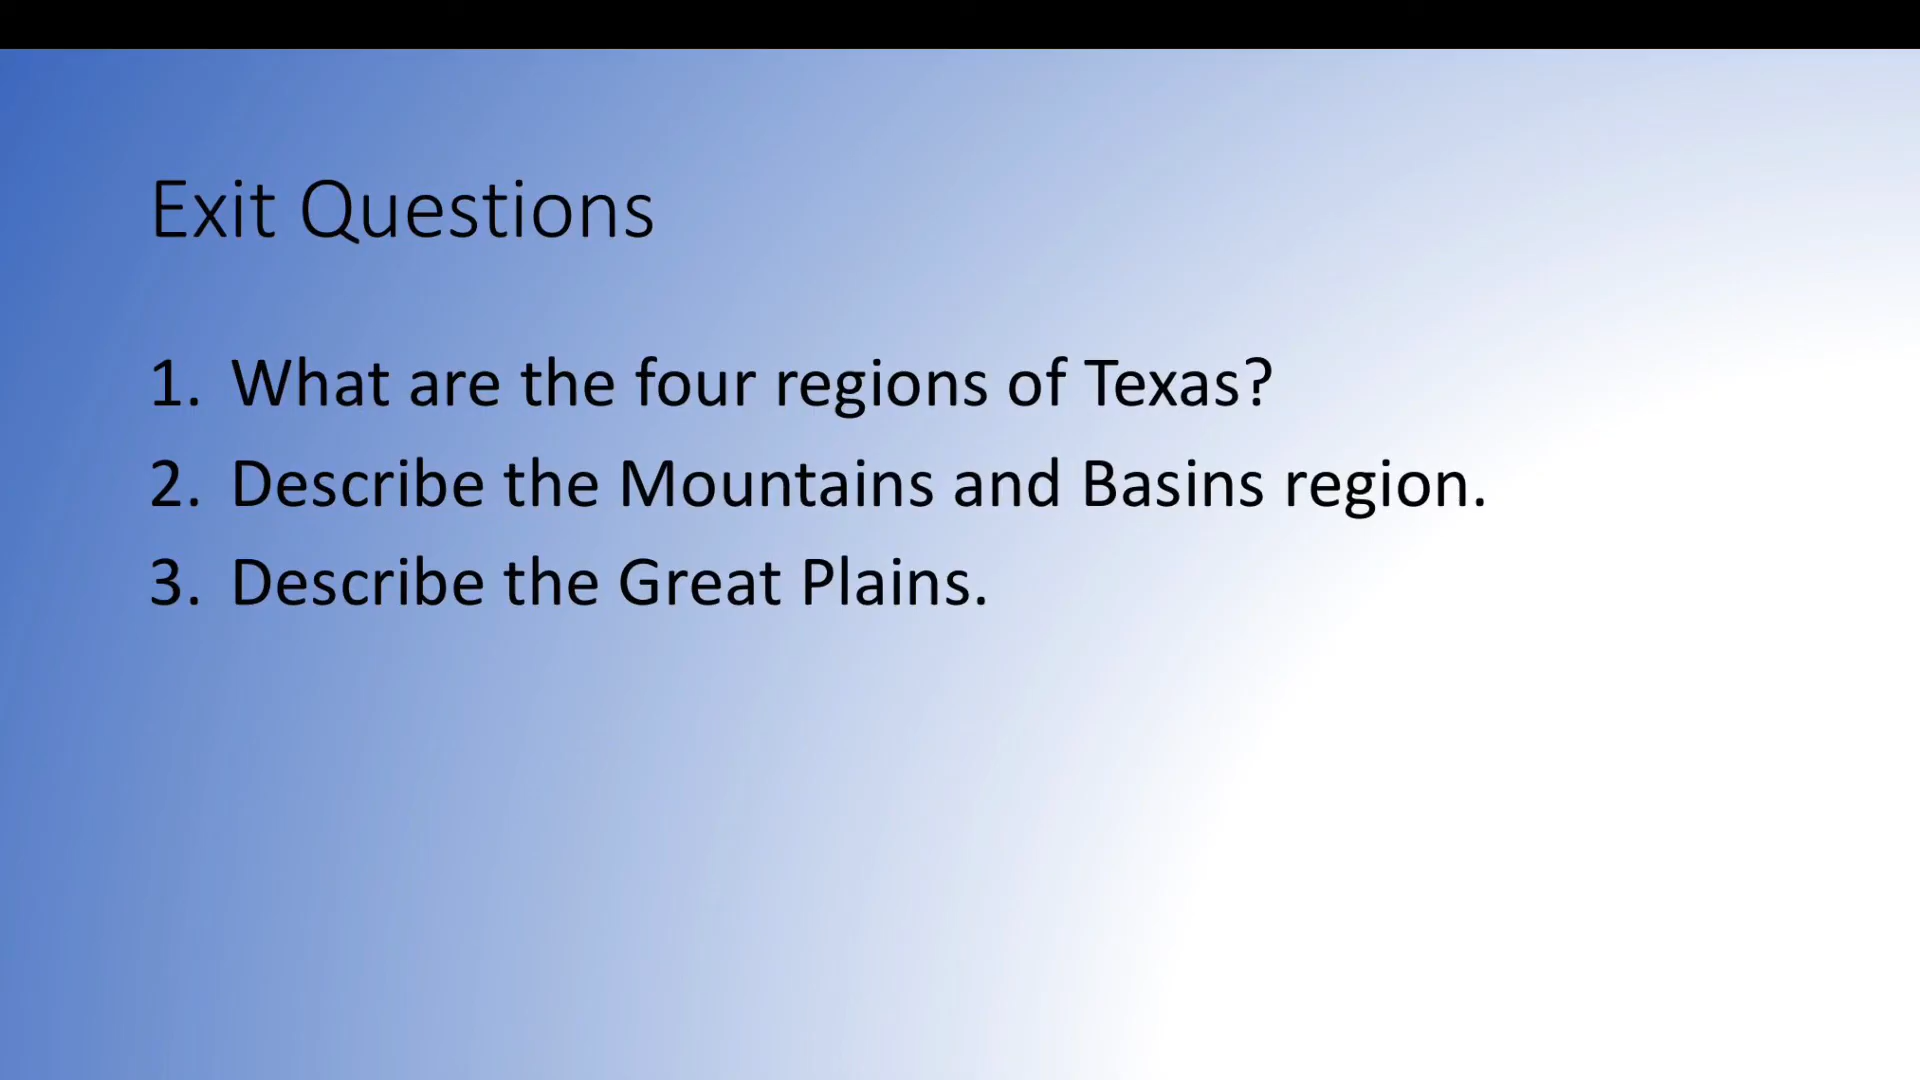 Exit Questions
1. What are the four regions of Texas?
2. Describe the Mountains and Basins region.
3. Describe the Great Plains.